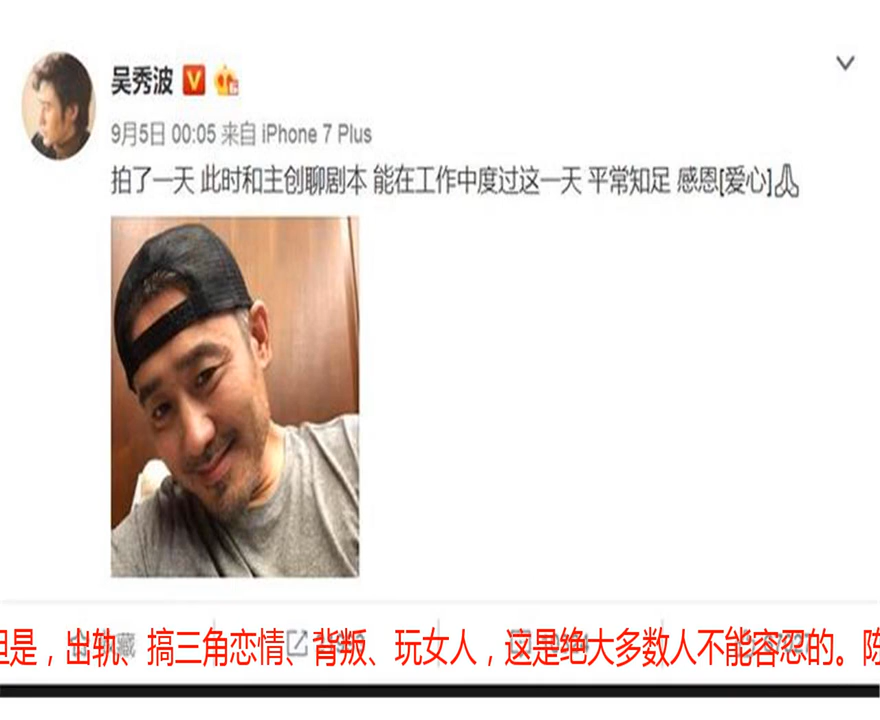 吴秀波
9月5日 00:05 来自 iPhone 7 Plus
拍了一天 此时和主创聊剧本 能在工作中度过这一天 平常知足 感恩[爱心]
但是，出轨、搞三角恋情、背叛、玩女人，这是绝大多数人不能容忍的。陈